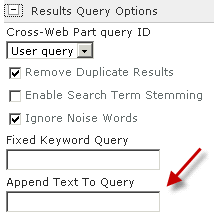 Results Query Options
Cross-Web Part query ID
User query
Remove Duplicate Results
Enable Search Term Stemming
Ignore Noise Words
Fixed Keyword Query
Append Text To Query